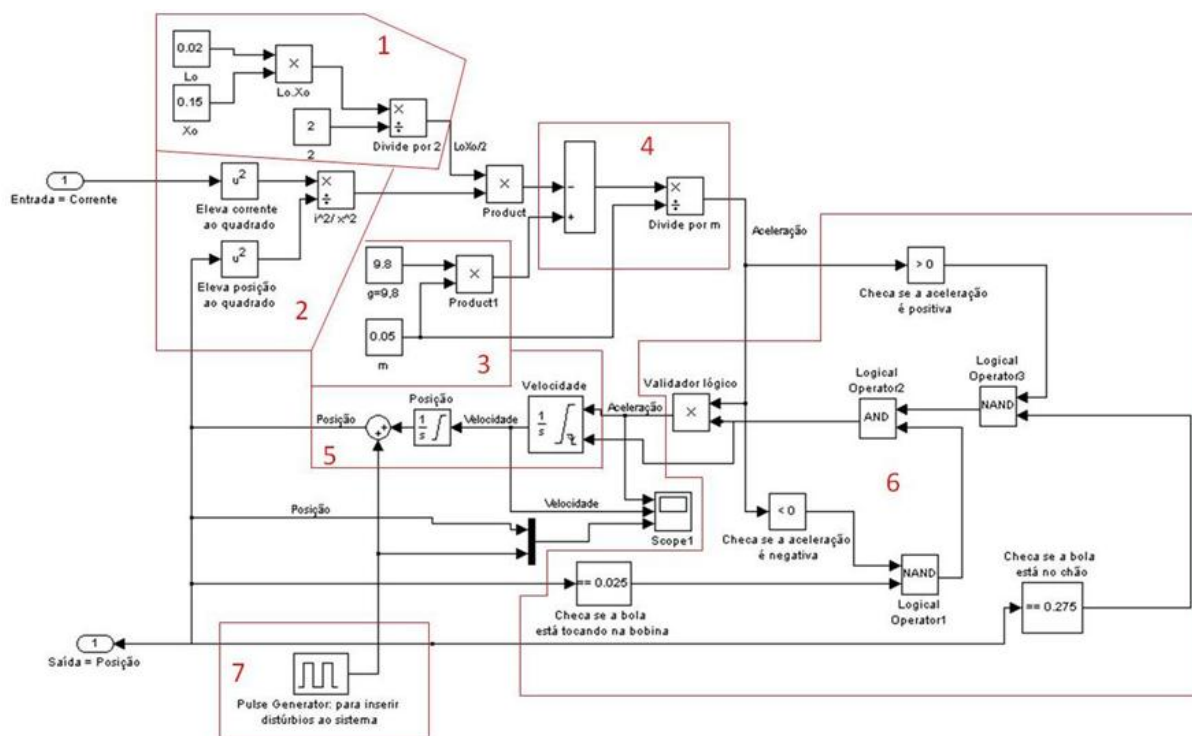 1
0.02
Lo
×
Lo.Xo
0.15
Xo
2
2
×
÷
Divide por 2
LoXo/2
1
Entrada = Corrente
u²
Eleva corrente
ao quadrado
×
÷
i^2/ x^2
u²
Eleva posição
ao quadrado
2
×
Product
4
−
+
×
÷
Divide por m
Aceleração
9.8
g=9,8
×
Product1
0.05
m
3
> 0
Checa se a aceleração
é positiva
Logical
Operator3
NAND
Logical
Operator2
AND
Validador lógico
×
Aceleração
Velocidade
1
s
Velocidade
Posição
1
s
+
+
Posição
5
6
Posição
Velocidade
Scope1
< 0
Checa se a aceleração
é negativa
NAND
Logical
Operator1
== 0.025
Checa se a bola
está tocando na bobina
Checa se a bola
está no chão
== 0.275
1
Saída = Posição
7
Pulse Generator: para inserir
distúrbios ao sistema